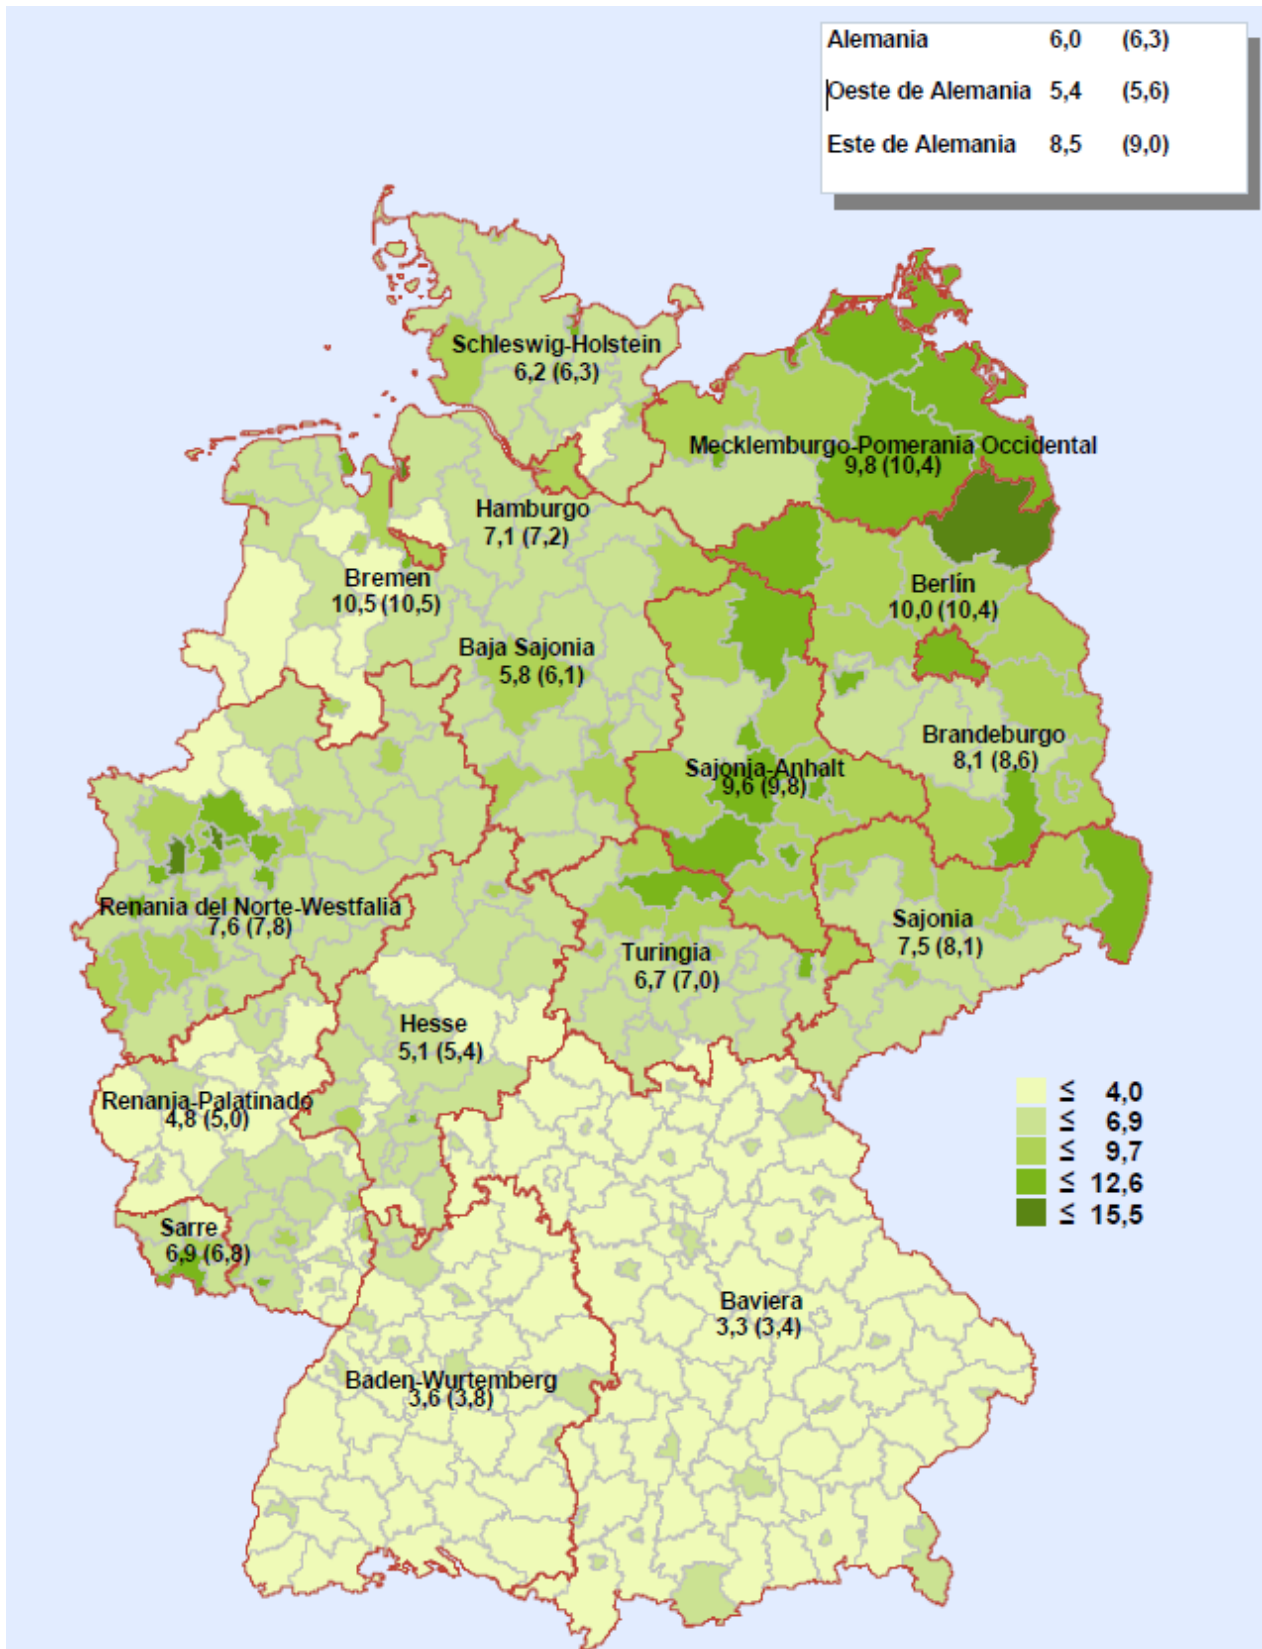 Alemania 6,0 (6,3)
Oeste de Alemania 5,4 (5,6)
Este de Alemania 8,5 (9,0)
Schleswig-Holstein
6,2 (6,3)
Mecklemburgo-Pomerania Occidental
9,8 (10,4)
Hamburgo
7,1 (7,2)
Bremen
10,5 (10,5)
Berlín
10,0 (10,4)
Baja Sajonia
5,8 (6,1)
Brandeburgo
8,1 (8,6)
Sajonia-Anhalt
9,6 (9,8)
Renania del Norte-Westfalia
7,6 (7,8)
Sajonia
7,5 (8,1)
Turingia
6,7 (7,0)
Hesse
5,1 (5,4)
Renania-Palatinado
4,8 (5,0)
≤ 4,0
≤ 6,9
≤ 9,7
≤ 12,6
≤ 15,5
Sarre
6,9 (6,8)
Baviera
3,3 (3,4)
Baden-Wurtemberg
3,6 (3,8)